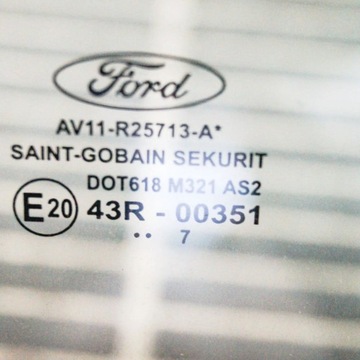 Ford
AV11-R25713-A*
SAINT-GOBAIN SEKURIT
DOT618 M321 AS2
E20 43R - 00351
•• 7